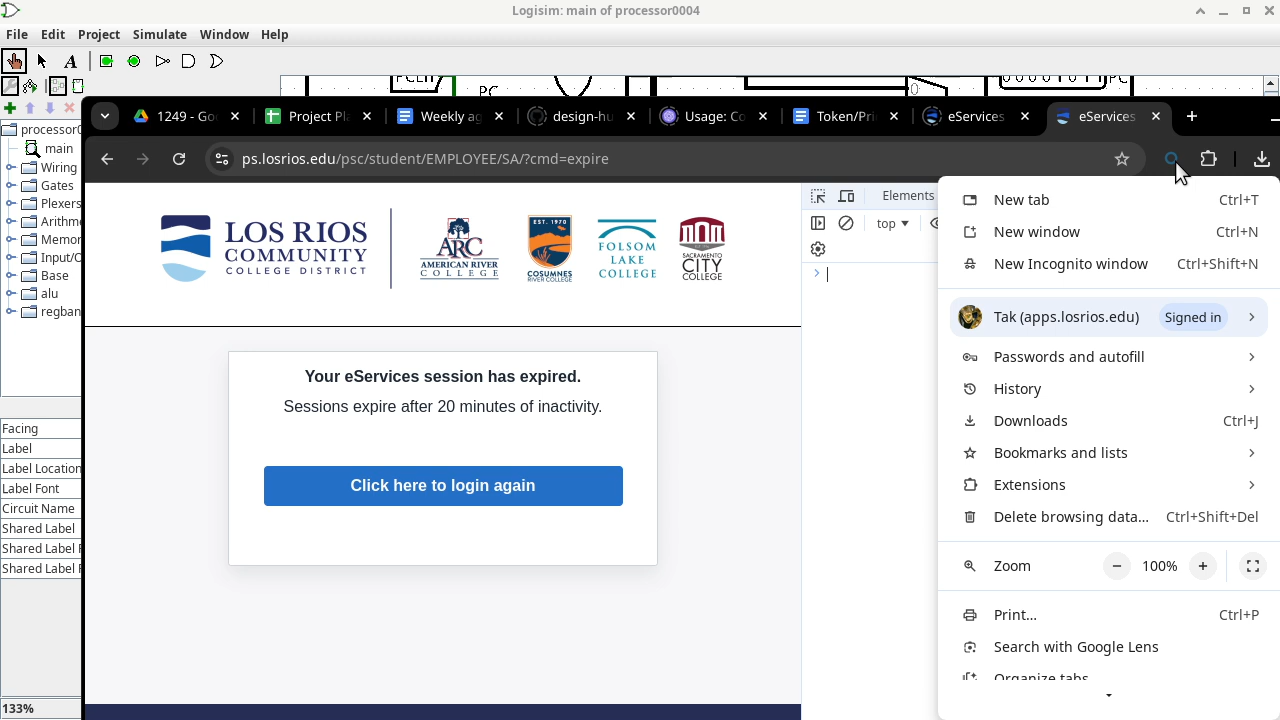 Logisim: main of processor0004
File Edit Project Simulate Window Help
A
PC
0
1249 - Go
Project Pl
Weekly ag
design-hu
Usage: Co
Token/Pri
eServices
eServices
ps.losrios.edu/psc/student/EMPLOYEE/SA/?cmd=expire
main
Wiring
Gates
Plexers
Arithme
Memor
Input/O
Base
alu
regban
Facing
Label
Label Location
Label Font
Circuit Name
Shared Label
Shared Label F
Shared Label F
133%
LOS RIOS
COMMUNITY
COLLEGE DISTRICT
ARC
AMERICAN RIVER
COLLEGE
EST. 1970
COSUMNES
RIVER COLLEGE
FOLSOM
LAKE
COLLEGE
SACRAMENTO
CITY
COLLEGE
Your eServices session has expired.
Sessions expire after 20 minutes of inactivity.
Click here to login again
Elements
top
New tab Ctrl+T
New window Ctrl+N
New Incognito window Ctrl+Shift+N
Tak (apps.losrios.edu) Signed in
Passwords and autofill
History
Downloads Ctrl+J
Bookmarks and lists
Extensions
Delete browsing data... Ctrl+Shift+Del
Zoom − 100% +
Print... Ctrl+P
Search with Google Lens
Organize tabs